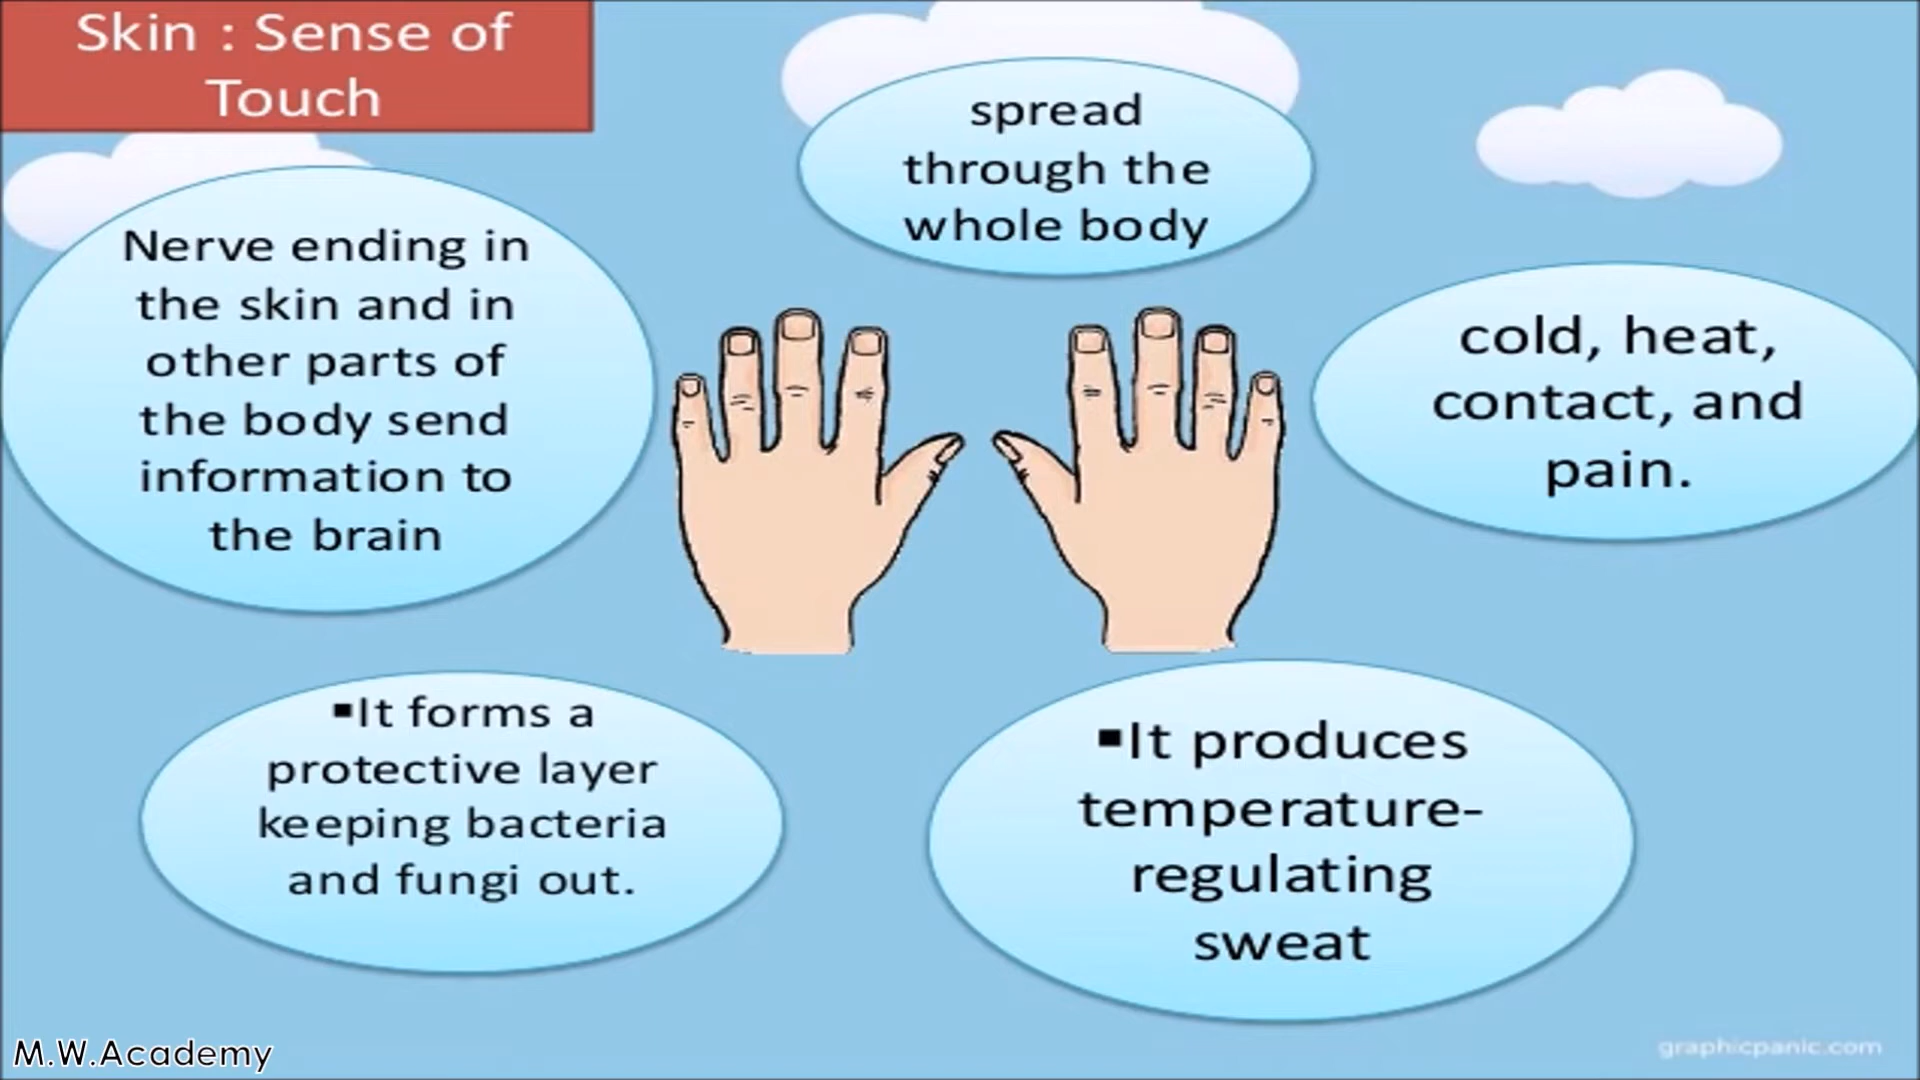 Skin : Sense of
Touch
spread
through the
whole body
Nerve ending in
the skin and in
other parts of
the body send
information to
the brain
cold, heat,
contact, and
pain.
▪It forms a
protective layer
keeping bacteria
and fungi out.
▪It produces
temperature-
regulating
sweat
M.W.Academy
graphicpanic.com